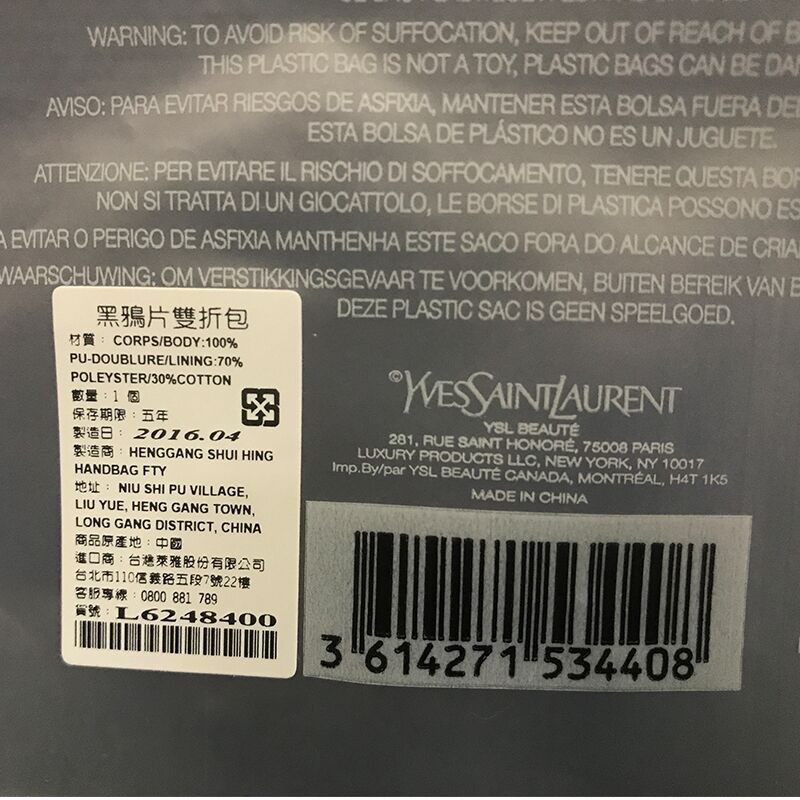 WARNING: TO AVOID RISK OF SUFFOCATION, KEEP OUT OF REACH OF B
THIS PLASTIC BAG IS NOT A TOY, PLASTIC BAGS CAN BE DAN
AVISO: PARA EVITAR RIESGOS DE ASFIXIA, MANTENER ESTA BOLSA FUERA DEL
ESTA BOLSA DE PLÁSTICO NO ES UN JUGUETE.
ATTENZIONE: PER EVITARE IL RISCHIO DI SOFFOCAMENTO, TENERE QUESTA BOR
NON SI TRATTA DI UN GIOCATTOLO, LE BORSE DI PLASTICA POSSONO ES
A EVITAR O PERIGO DE ASFIXIA MANTHENHA ESTE SACO FORA DO ALCANCE DE CRIA
WAARSCHUWING: OM VERSTIKKINGSGEVAAR TE VOORKOMEN, BUITEN BEREIK VAN B
DEZE PLASTIC SAC IS GEEN SPEELGOED.
黑鴉片雙折包
材質：CORPS/BODY:100%
PU-DOUBLURE/LINING:70%
POLEYSTER/30%COTTON
數量：1 個
保存期限：五年
製造日：2016.04
製造商：HENGGANG SHUI HING
HANDBAG FTY
地址： NIU SHI PU VILLAGE,
LIU YUE, HENG GANG TOWN,
LONG GANG DISTRICT, CHINA
商品原產地：中國
進口商：台灣萊雅股份有限公司
台北市110信義路五段7號22樓
客服專線：0800 881 789
貨號：L6248400
©YVESSAINTLAURENT
YSL BEAUTÉ
281, RUE SAINT HONORÉ, 75008 PARIS
LUXURY PRODUCTS LLC, NEW YORK, NY 10017
Imp.By/par YSL BEAUTÉ CANADA, MONTRÉAL, H4T 1K5
MADE IN CHINA
3 614271 534408